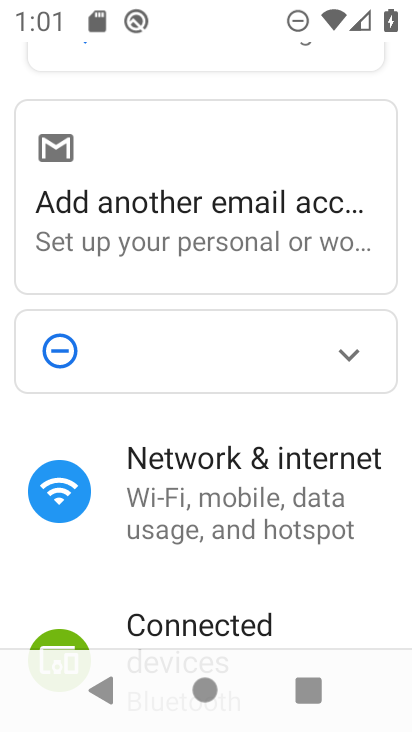 1:01
Add another email acc...
Set up your personal or wo...
Network & internet
Wi-Fi, mobile, data
usage, and hotspot
Connected
devices
Bluetooth